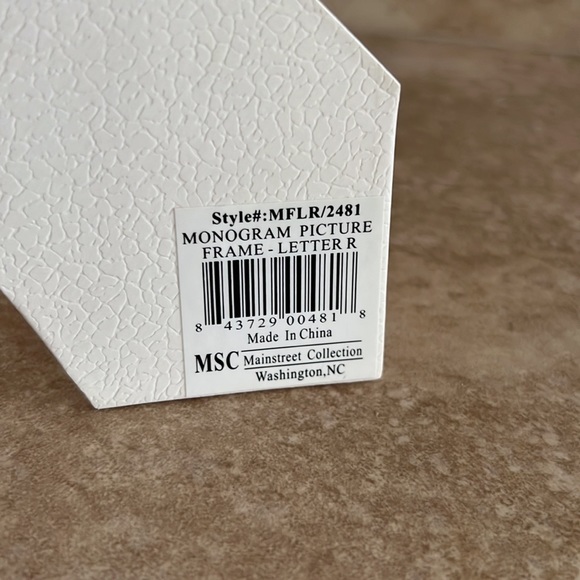 Style#:MFLR/2481
MONOGRAM PICTURE
FRAME - LETTER R
8 43729 00481 8
Made In China
MSC Mainstreet Collection
Washington,NC